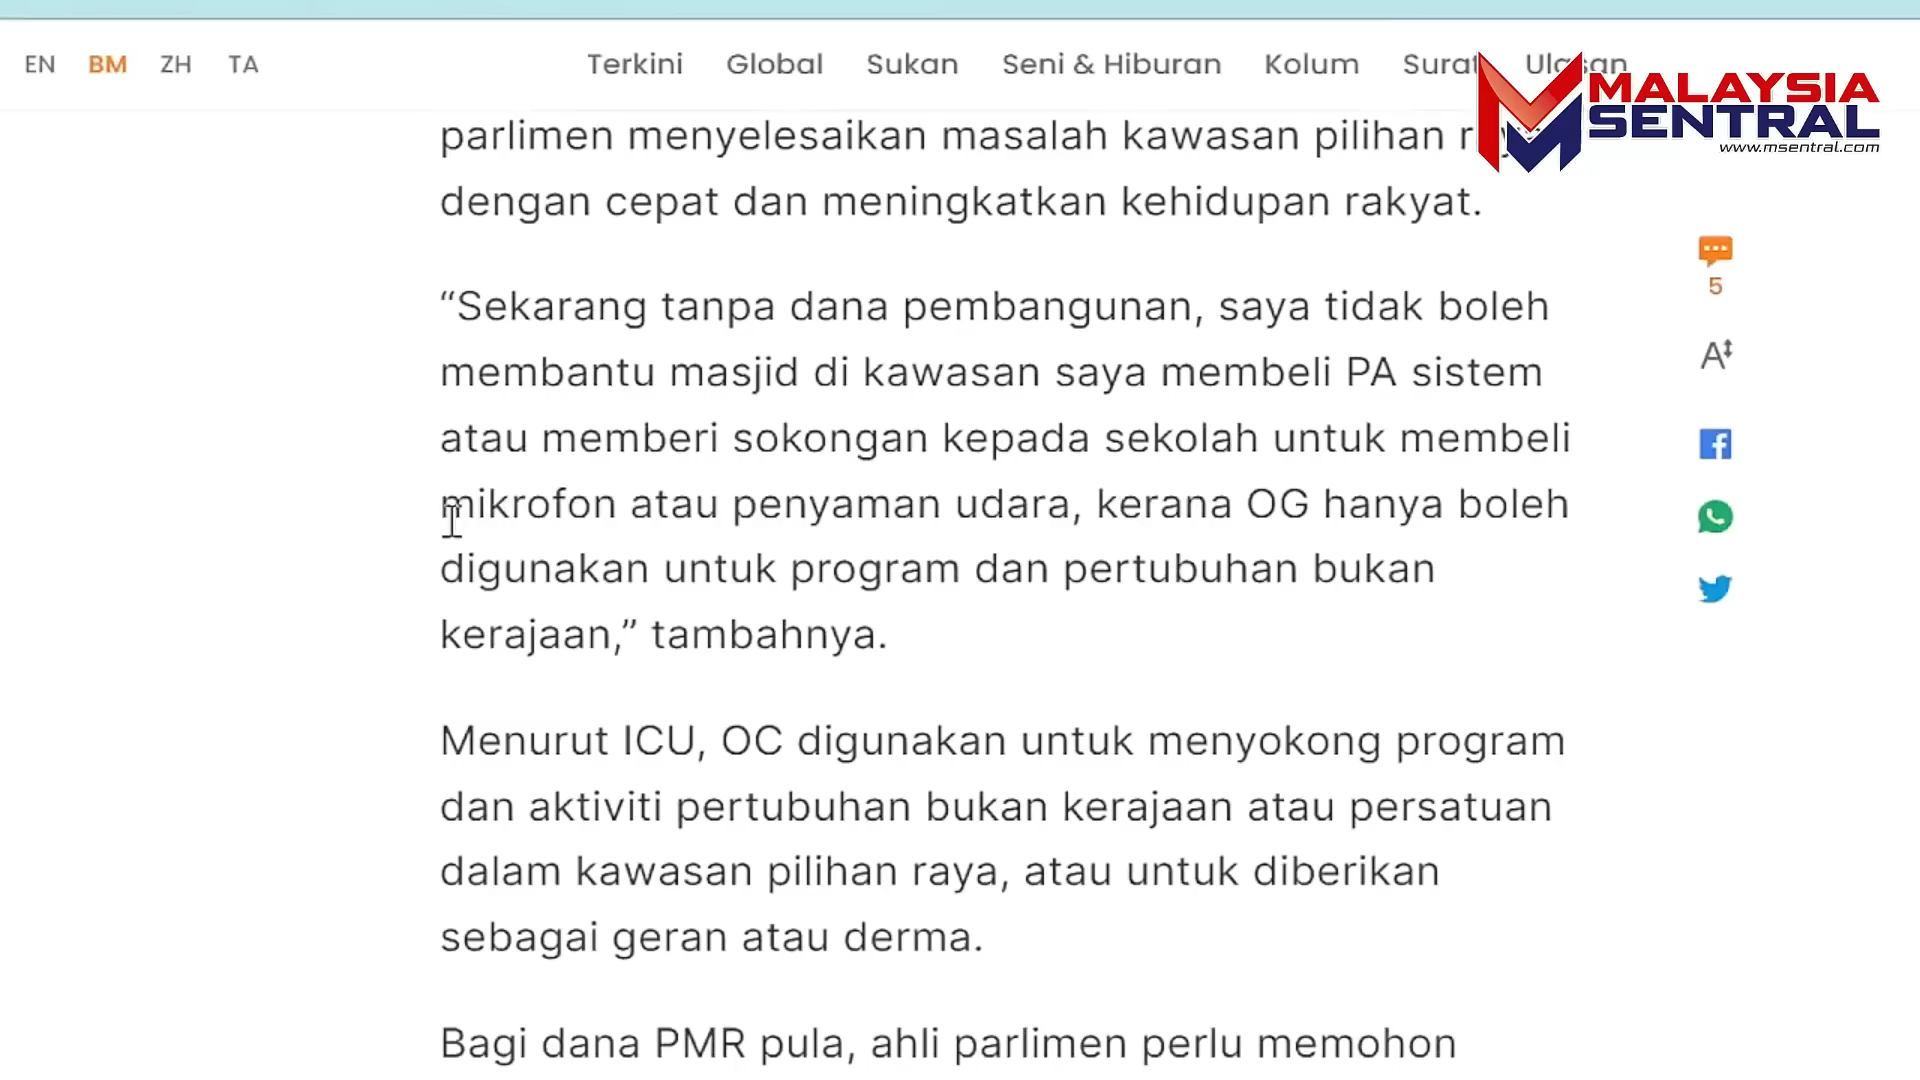 EN BM ZH TA Terkini Global Sukan Seni & Hiburan Kolum Surat Ulasan
MALAYSIA
SENTRAL
www.msentral.com
parlimen menyelesaikan masalah kawasan pilihan
dengan cepat dan meningkatkan kehidupan rakyat.
“Sekarang tanpa dana pembangunan, saya tidak boleh
membantu masjid di kawasan saya membeli PA sistem
atau memberi sokongan kepada sekolah untuk membeli
mikrofon atau penyaman udara, kerana OG hanya boleh
digunakan untuk program dan pertubuhan bukan
kerajaan,” tambahnya.
5
Menurut ICU, OC digunakan untuk menyokong program
dan aktiviti pertubuhan bukan kerajaan atau persatuan
dalam kawasan pilihan raya, atau untuk diberikan
sebagai geran atau derma.
Bagi dana PMR pula, ahli parlimen perlu memohon